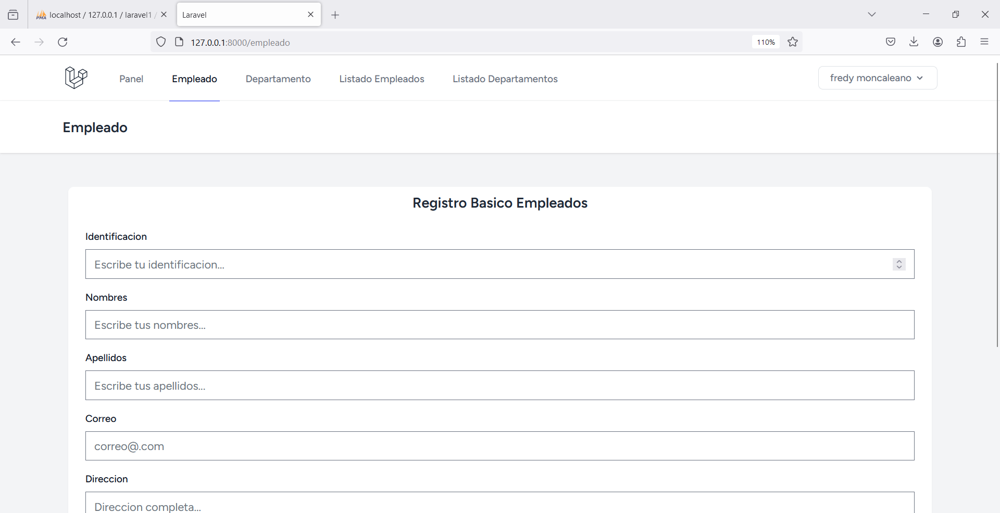 PMA localhost / 127.0.0.1 / laravel1 /
Laravel
127.0.0.1:8000/empleado
110%
Panel
Empleado
Departamento
Listado Empleados
Listado Departamentos
fredy moncaleano
Empleado
Registro Basico Empleados
Identificacion
Escribe tu identificacion...
Nombres
Escribe tus nombres...
Apellidos
Escribe tus apellidos...
Correo
correo@.com
Direccion
Direccion completa...